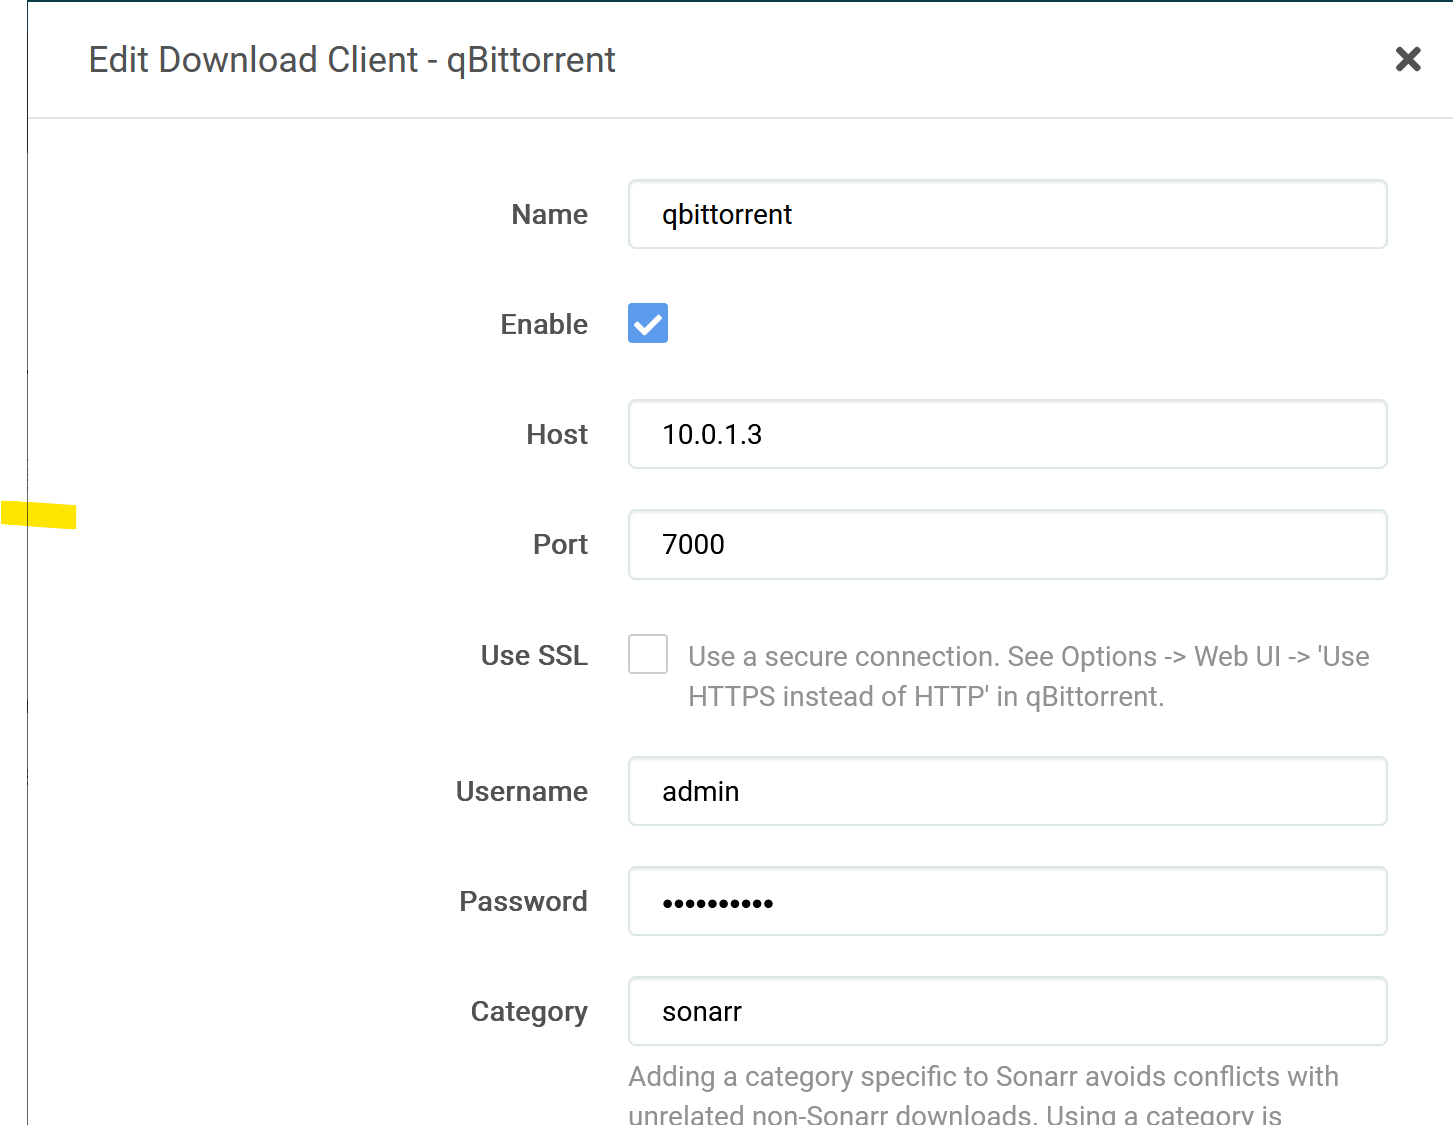 Edit Download Client - qBittorrent
Name
qbittorrent
Enable
Host
10.0.1.3
Port
7000
Use SSL
Use a secure connection. See Options -> Web UI -> 'Use
HTTPS instead of HTTP' in qBittorrent.
Username
admin
Password
••••••••••
Category
sonarr
Adding a category specific to Sonarr avoids conflicts with
unrelated non-Sonarr downloads. Using a category is